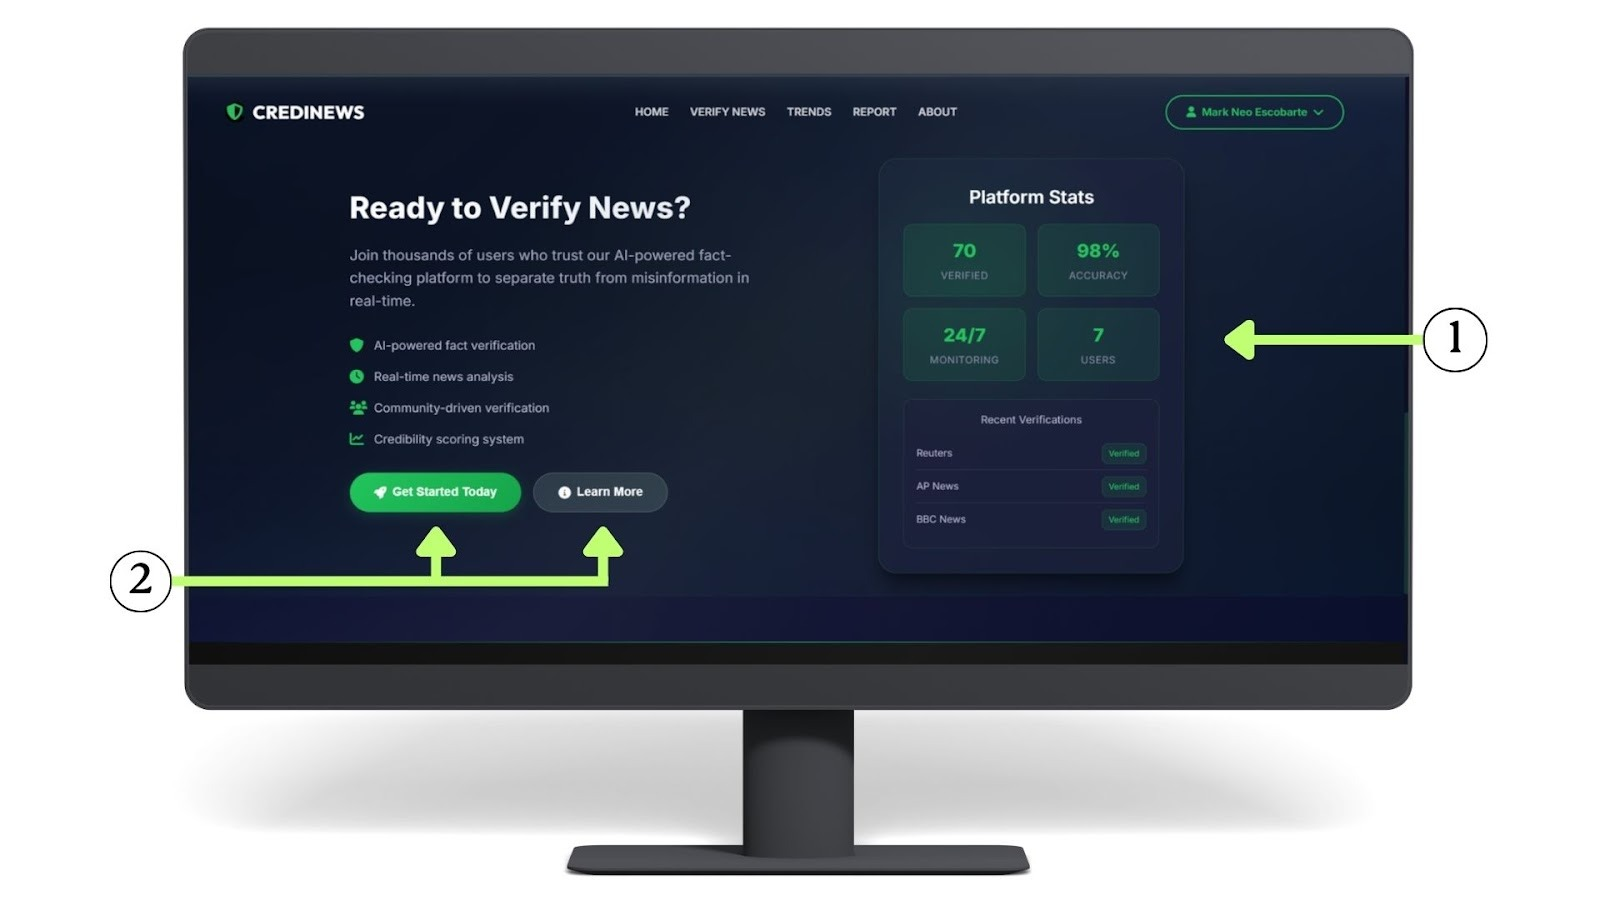 CREDINEWS
HOME VERIFY NEWS TRENDS REPORT ABOUT
Mark Neo Escobarte
Ready to Verify News?
Join thousands of users who trust our AI-powered fact-
checking platform to separate truth from misinformation in
real-time.
AI-powered fact verification
Real-time news analysis
Community-driven verification
Credibility scoring system
Get Started Today
Learn More
Platform Stats
70
VERIFIED
98%
ACCURACY
24/7
MONITORING
7
USERS
Recent Verifications
Reuters Verified
AP News Verified
BBC News Verified
1
2